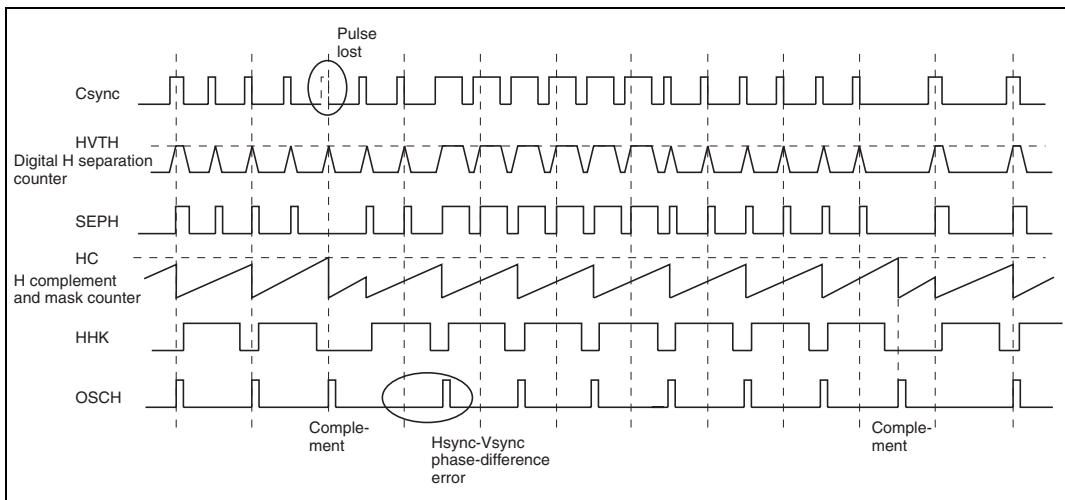 Pulse
lost
Csync
HVTH
Digital H separation
counter
SEPH
HC
H complement
and mask counter
HHK
OSCH
Comple-
ment
Hsync-Vsync
phase-difference
error
Comple-
ment